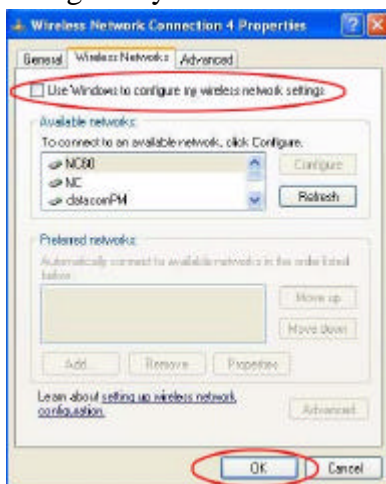 Wireless Network Connection 4 Properties
General Wireless Networks Advanced
Use Windows to configure my wireless network settings
Available networks:
To connect to an available network, click Configure.
NC60
NC
datacomPM
Configure
Refresh
Preferred networks:
Automatically connect to available networks in the order listed
below:
Move up
Move down
Add... Remove Properties
Learn about setting up wireless network
configuration.
Advanced
OK Cancel